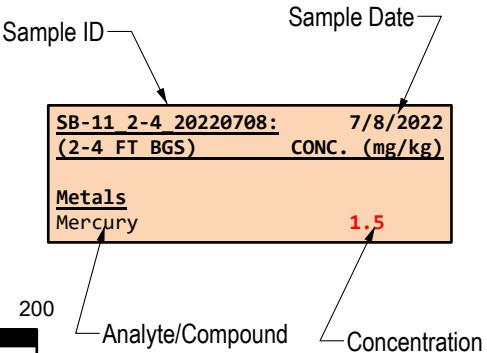 Sample Date
Sample ID
SB-11_2-4_20220708: 7/8/2022
(2-4 FT BGS) CONC. (mg/kg)
Metals
Mercury 1.5
200
Analyte/Compound
Concentration